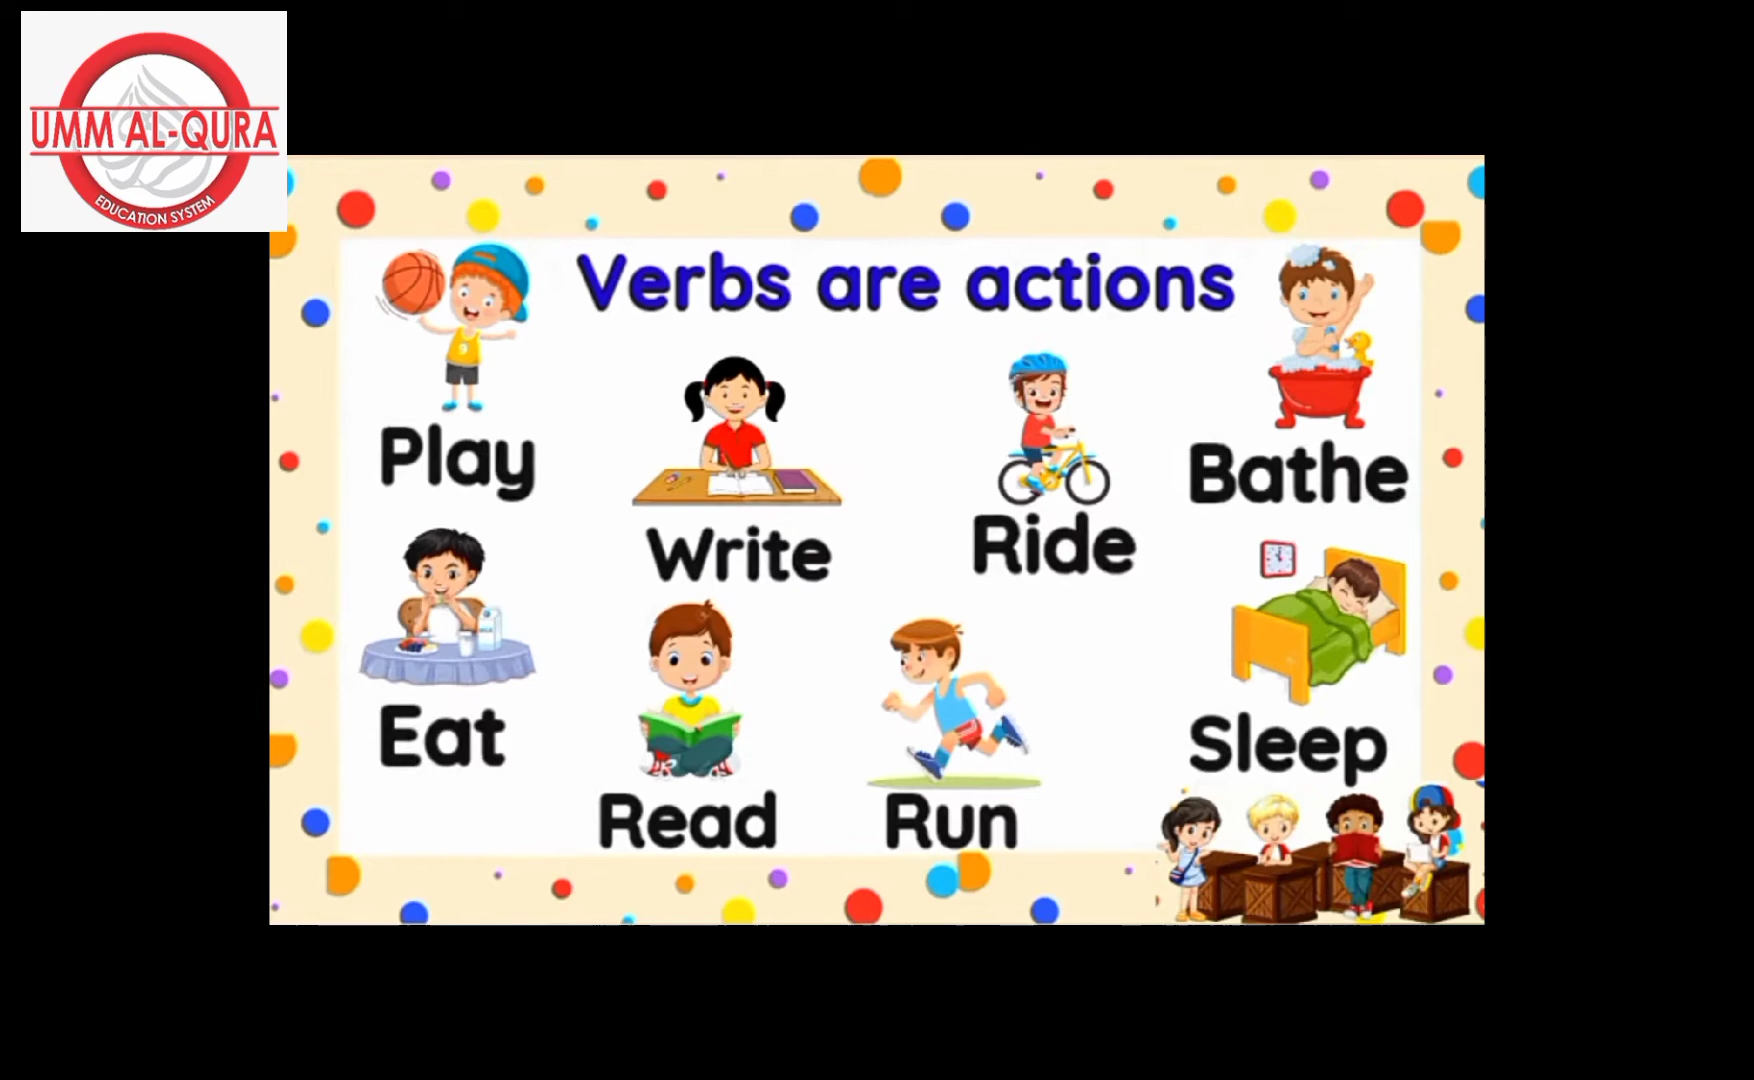 UMM AL-QURA
EDUCATION SYSTEM
Verbs are actions
Play
Write
Ride
Bathe
Eat
Read
Run
Sleep